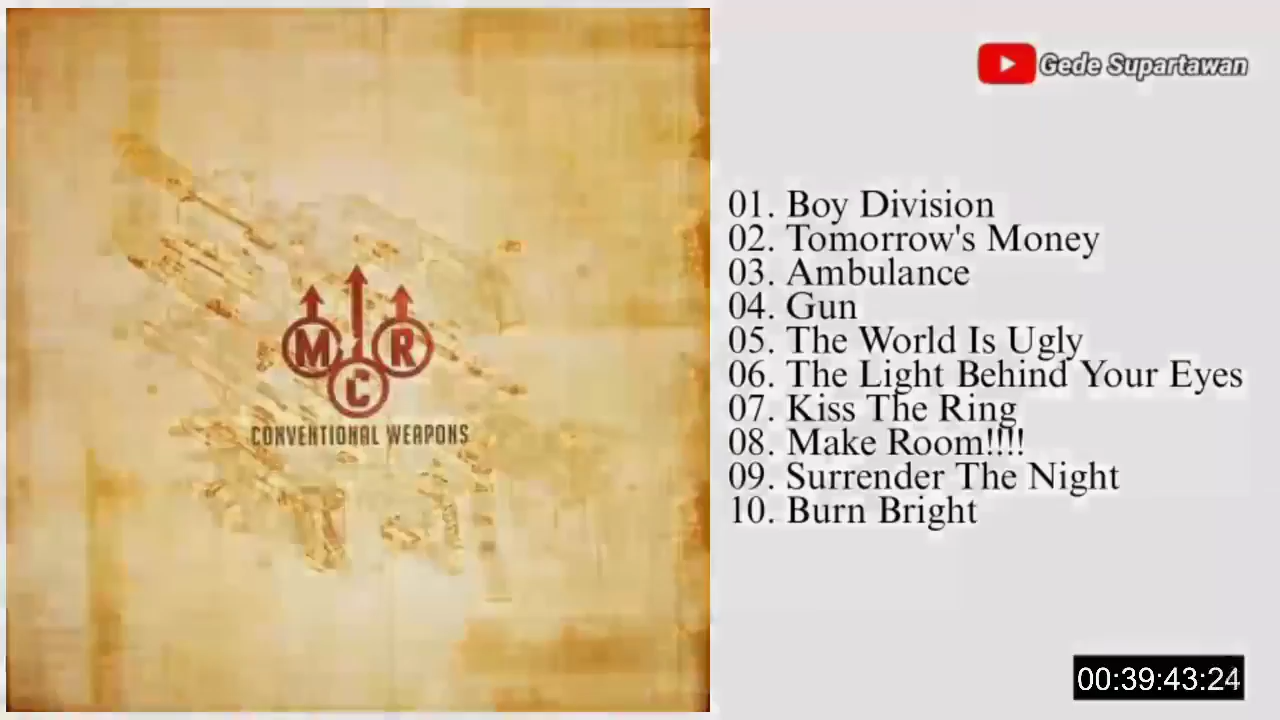 Gede Supartawan
M
C
R
CONVENTIONAL WEAPONS
01. Boy Division
02. Tomorrow's Money
03. Ambulance
04. Gun
05. The World Is Ugly
06. The Light Behind Your Eyes
07. Kiss The Ring
08. Make Room!!!!
09. Surrender The Night
10. Burn Bright
00:39:43:24